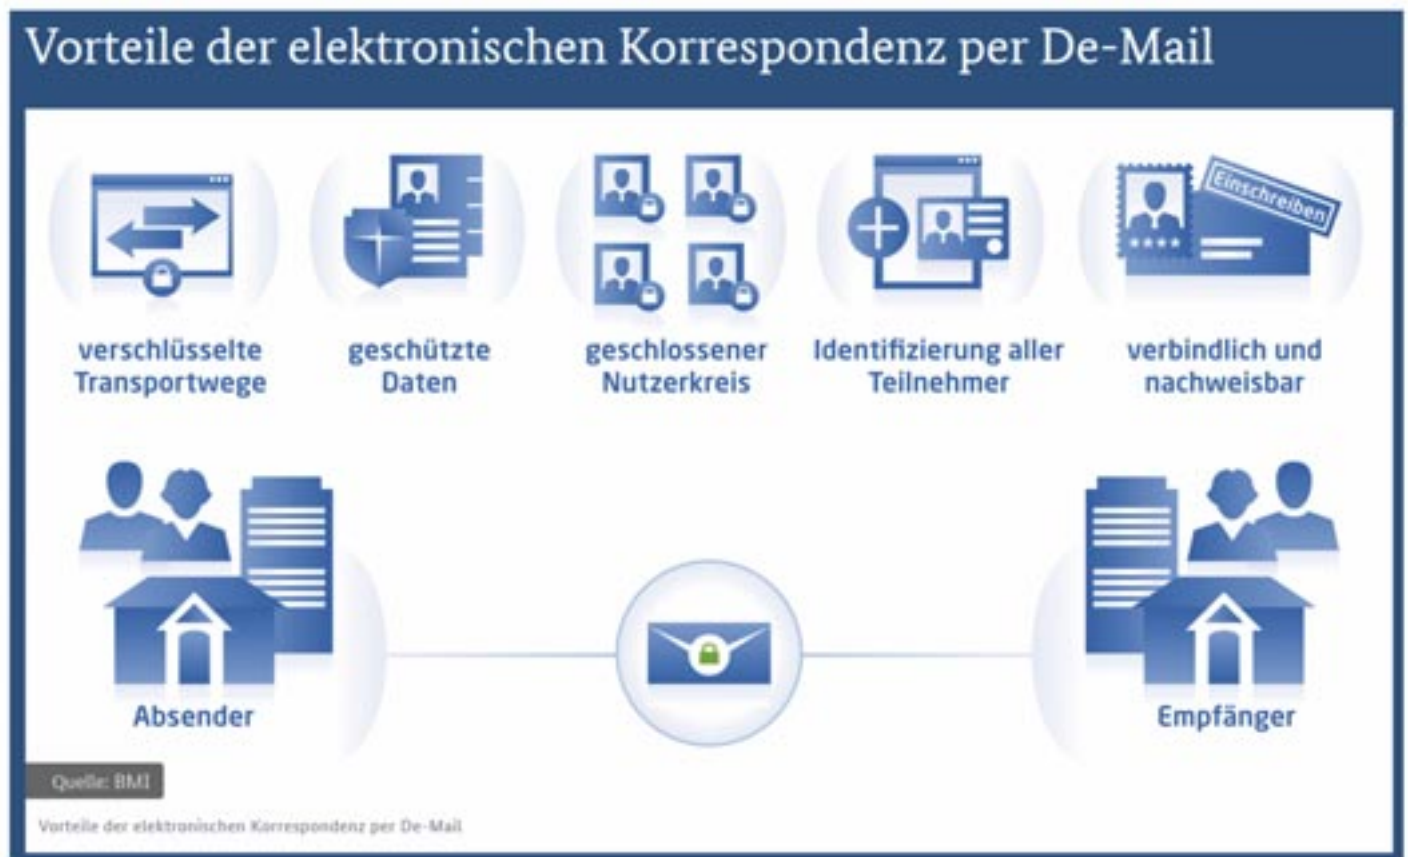 Vorteile der elektronischen Korrespondenz per De-Mail
Einschreiben
verschlüsselte
Transportwege
geschützte
Daten
geschlossener
Nutzerkreis
Identifizierung aller
Teilnehmer
verbindlich und
nachweisbar
Absender
Empfänger
Quelle: BMI
Vorteile der elektronischen Korrespondenz per De-Mail